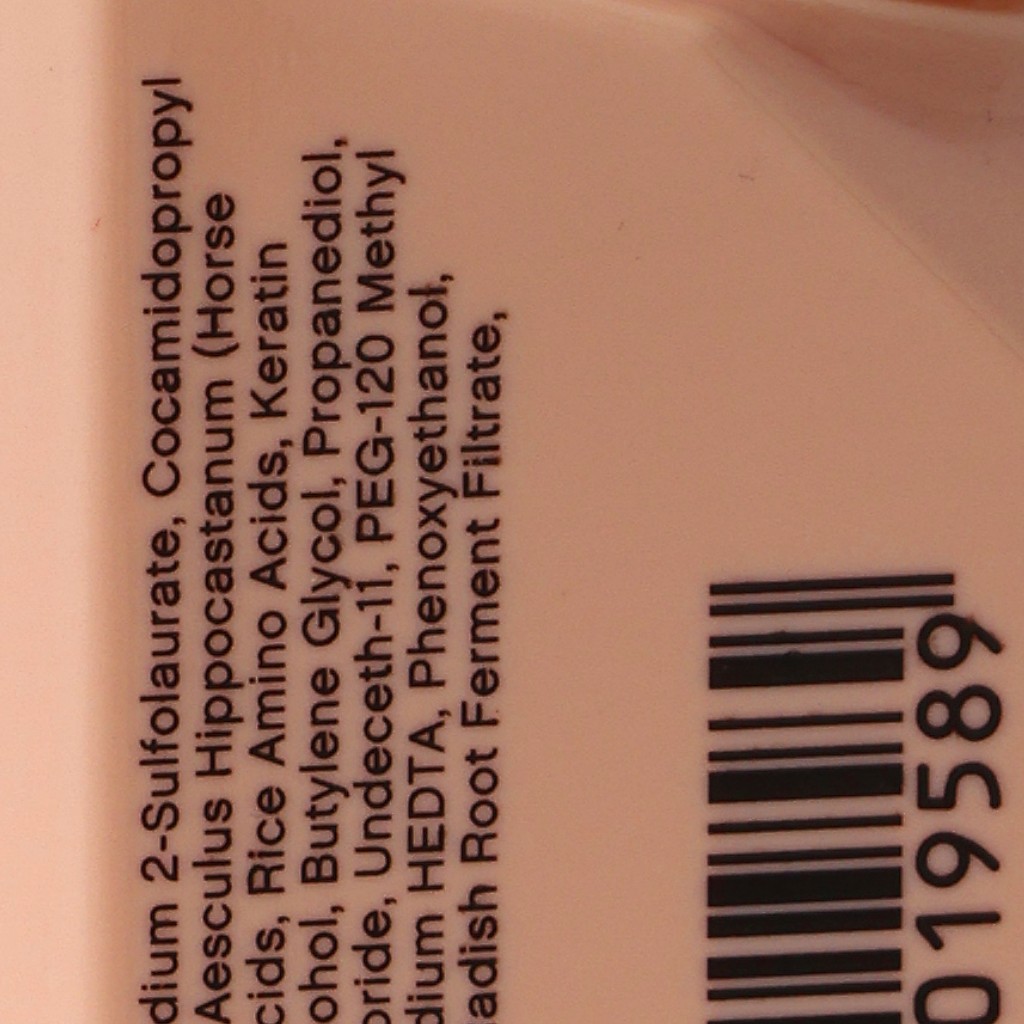 dium 2-Sulfolaurate, Cocamidopropyl
Aesculus Hippocastanum (Horse
cids, Rice Amino Acids, Keratin
ohol, Butylene Glycol, Propanediol,
oride, Undeceth-11, PEG-120 Methyl
dium HEDTA, Phenoxyethanol,
adish Root Ferment Filtrate,
019589